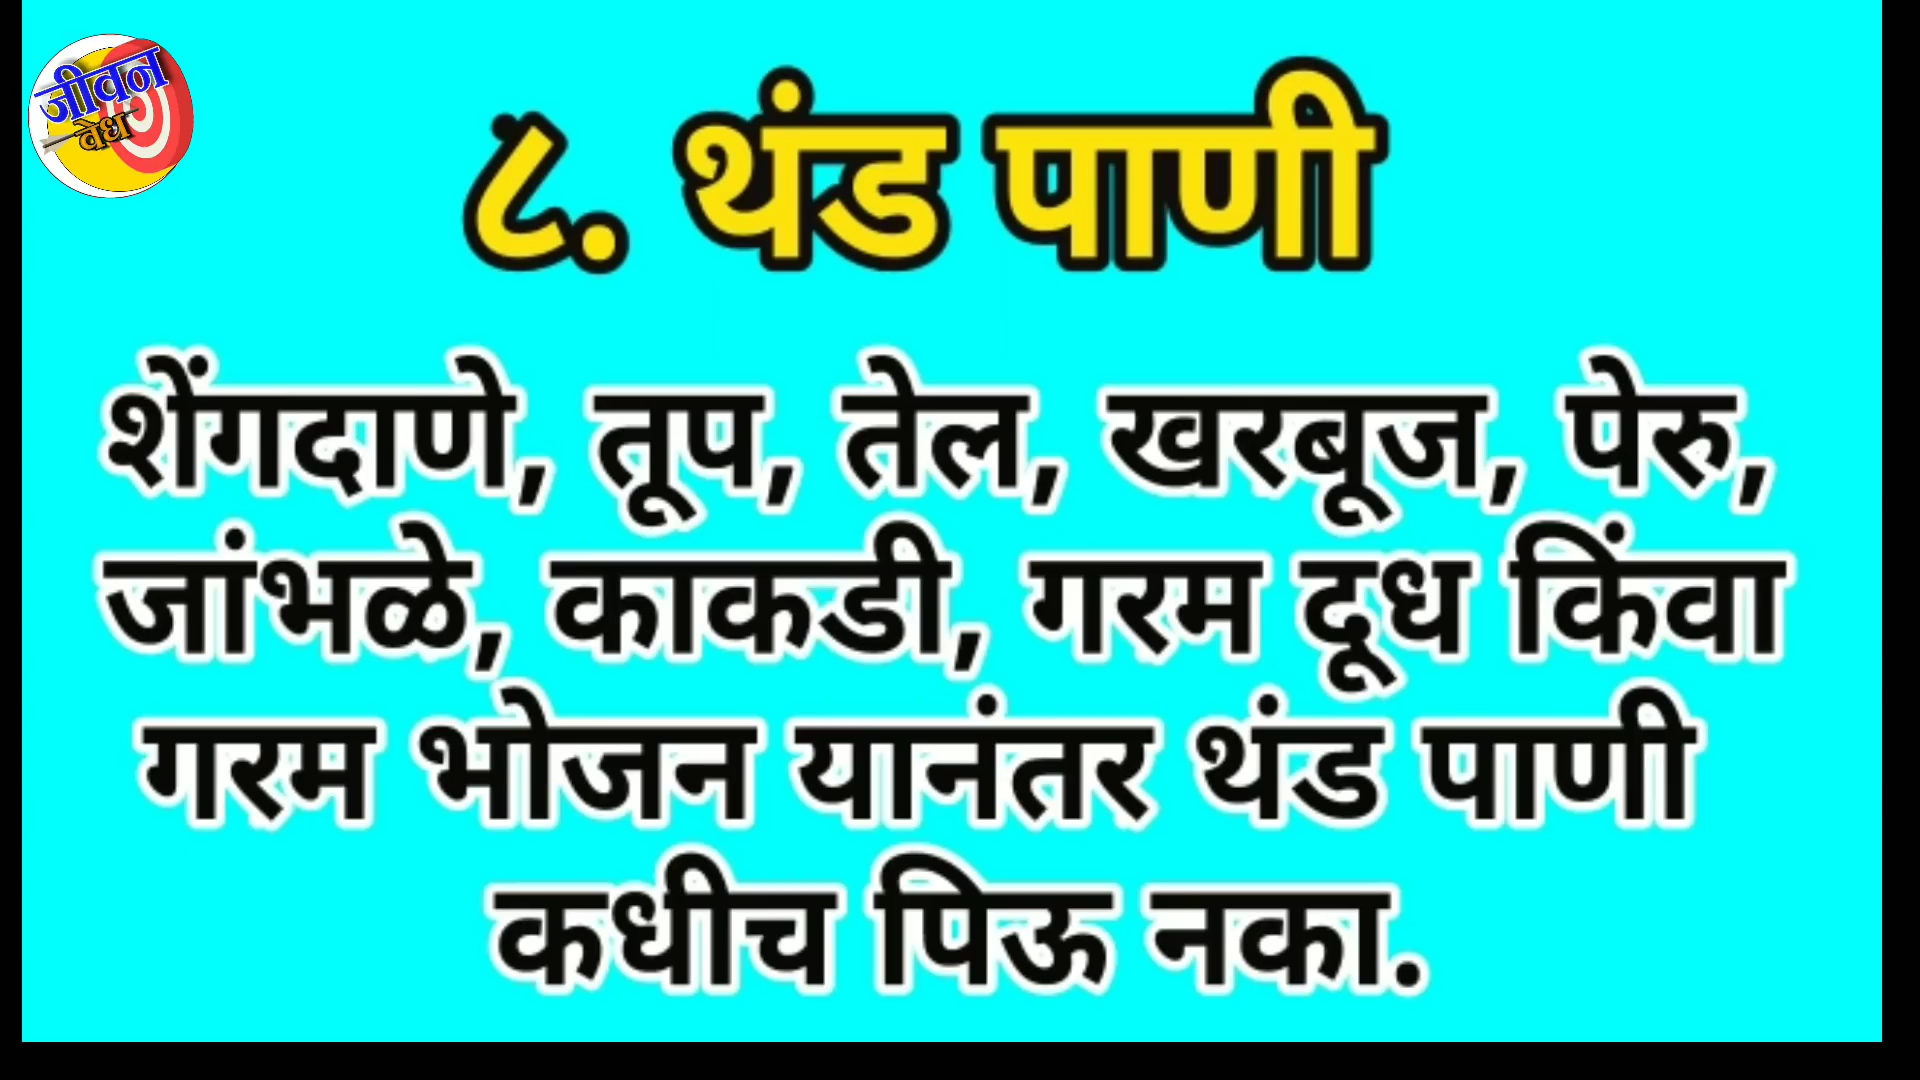 जीवन
वेध
८. थंड पाणी
शेंगदाणे, तूप, तेल, खरबूज, पेरु,
जांभळे, काकडी, गरम दूध किंवा
गरम भोजन यानंतर थंड पाणी
कधीच पिऊ नका.